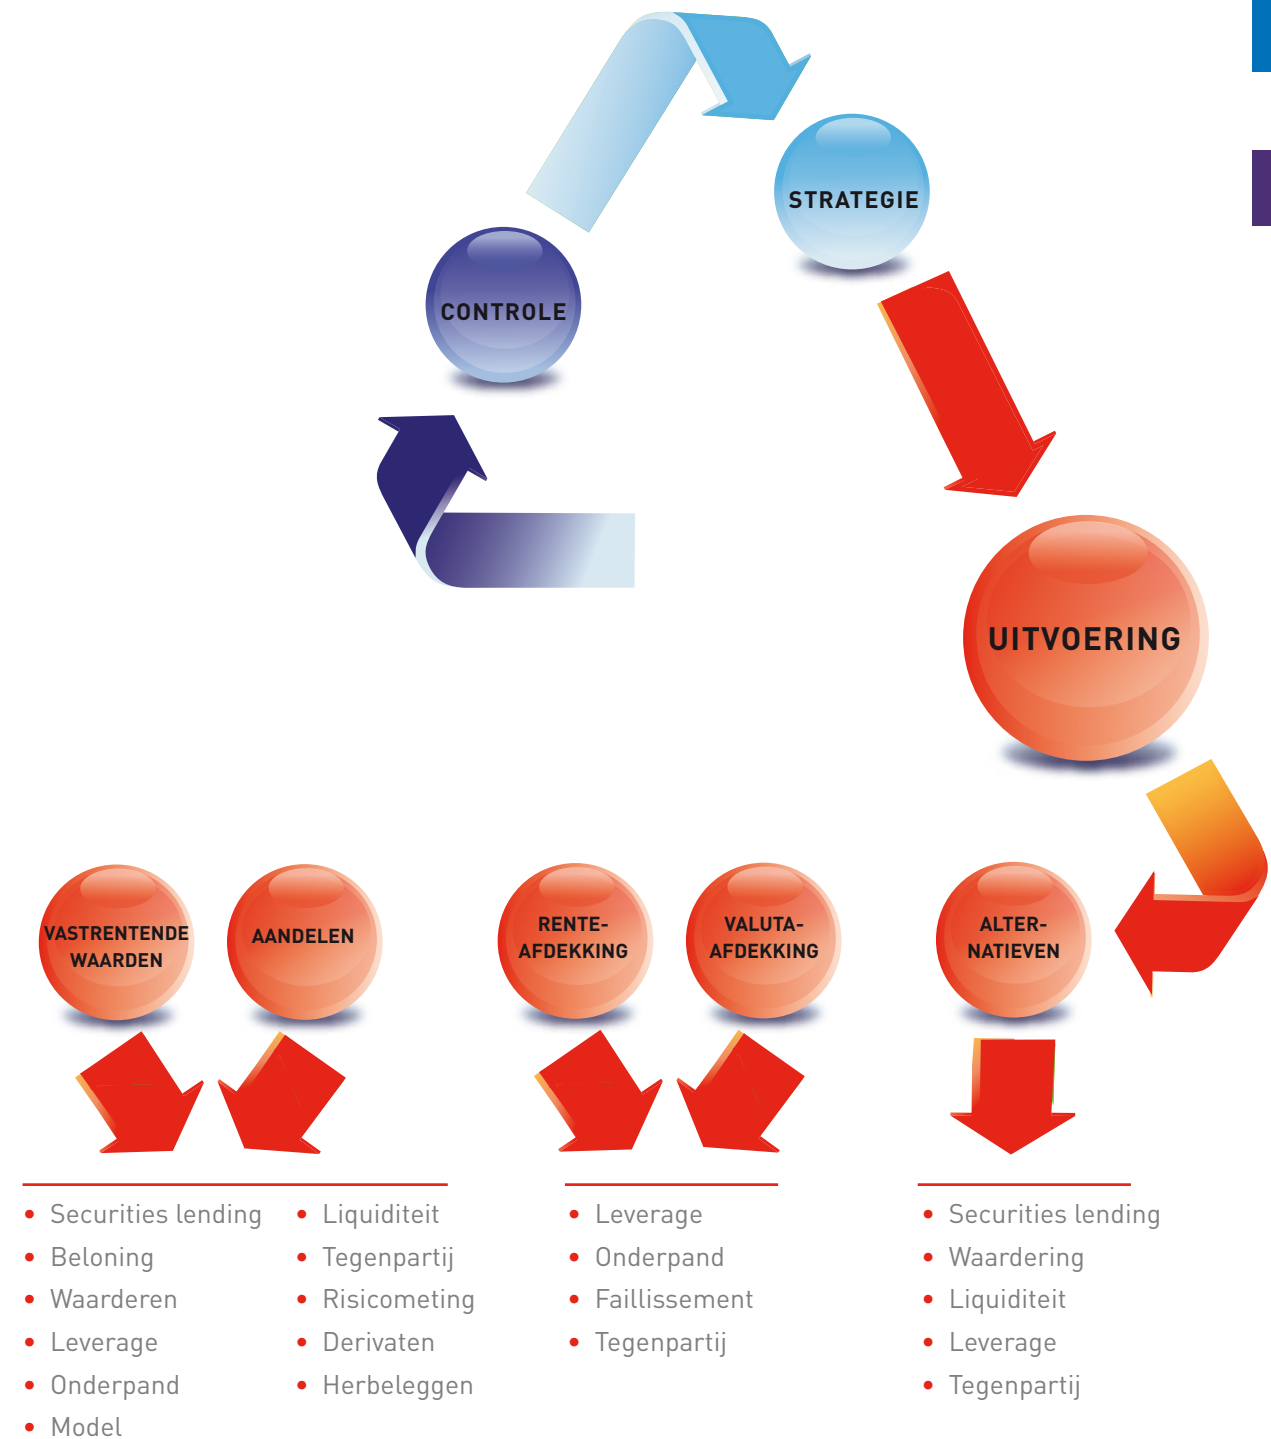 STRATEGIE
CONTROLE
UITVOERING
VASTRENTENDE
WAARDEN
AANDELEN
RENTE-
AFDEKKING
VALUTA-
AFDEKKING
ALTER-
NATIEVEN
• Securities lending
• Beloning
• Waarderen
• Leverage
• Onderpand
• Model
• Liquiditeit
• Tegenpartij
• Risicometing
• Derivaten
• Herbeleggen
• Leverage
• Onderpand
• Faillissement
• Tegenpartij
• Securities lending
• Waardering
• Liquiditeit
• Leverage
• Tegenpartij